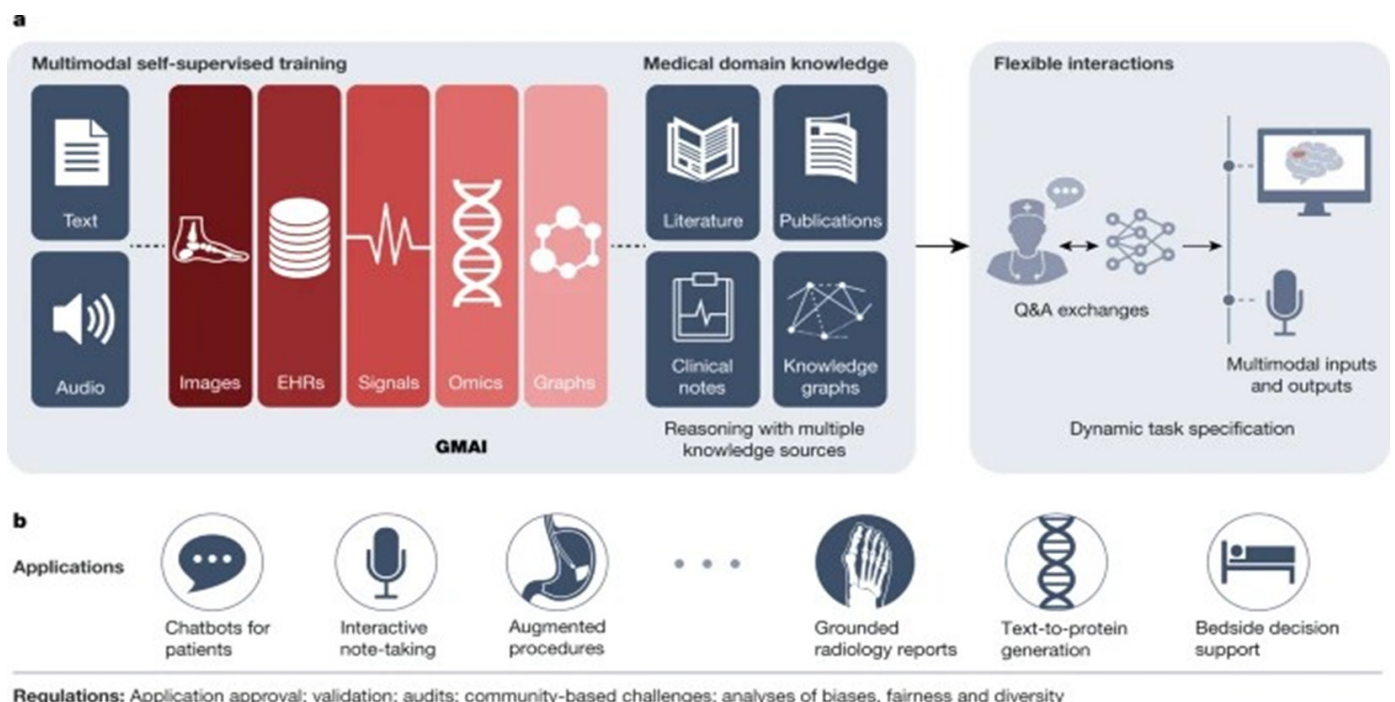 a
Multimodal self-supervised training
Medical domain knowledge
Flexible interactions
Text
Audio
Images
EHRs
Signals
Omics
Graphs
Literature
Publications
Clinical
notes
Knowledge
graphs
GMAI
Reasoning with multiple
knowledge sources
Q&A exchanges
Multimodal inputs
and outputs
Dynamic task specification
b
Applications
Chatbots for
patients
Interactive
note-taking
Augmented
procedures
Grounded
radiology reports
Text-to-protein
generation
Bedside decision
support
Regulations: Application approval; validation; audits; community-based challenges; analyses of biases, fairness and diversity